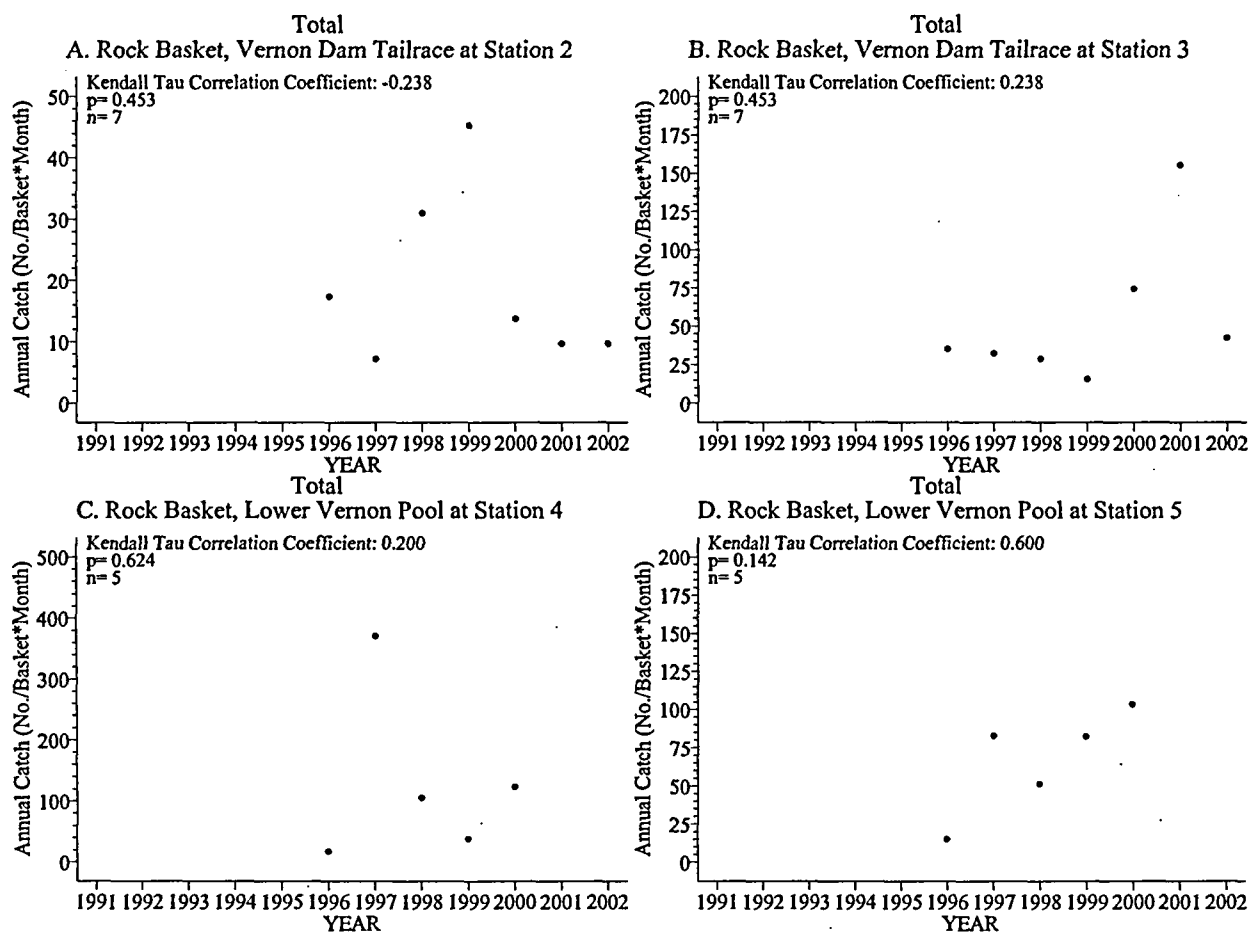 Total
A. Rock Basket, Vernon Dam Tailrace at Station 2
Kendall Tau Correlation Coefficient: -0.238
p= 0.453
n= 7
Annual Catch (No./Basket*Month)
50
40
30
20
10
0
1991 1992 1993 1994 1995 1996 1997 1998 1999 2000 2001 2002
YEAR
Total
B. Rock Basket, Vernon Dam Tailrace at Station 3
Kendall Tau Correlation Coefficient: 0.238
p= 0.453
n= 7
Annual Catch (No./Basket*Month)
200
175
150
125
100
75
50
25
0
1991 1992 1993 1994 1995 1996 1997 1998 1999 2000 2001 2002
YEAR
Total
C. Rock Basket, Lower Vernon Pool at Station 4
Kendall Tau Correlation Coefficient: 0.200
p= 0.624
n= 5
Annual Catch (No./Basket*Month)
500
400
300
200
100
0
1991 1992 1993 1994 1995 1996 1997 1998 1999 2000 2001 2002
YEAR
Total
D. Rock Basket, Lower Vernon Pool at Station 5
Kendall Tau Correlation Coefficient: 0.600
p= 0.142
n= 5
Annual Catch (No./Basket*Month)
200
175
150
125
100
75
50
25
0
1991 1992 1993 1994 1995 1996 1997 1998 1999 2000 2001 2002
YEAR